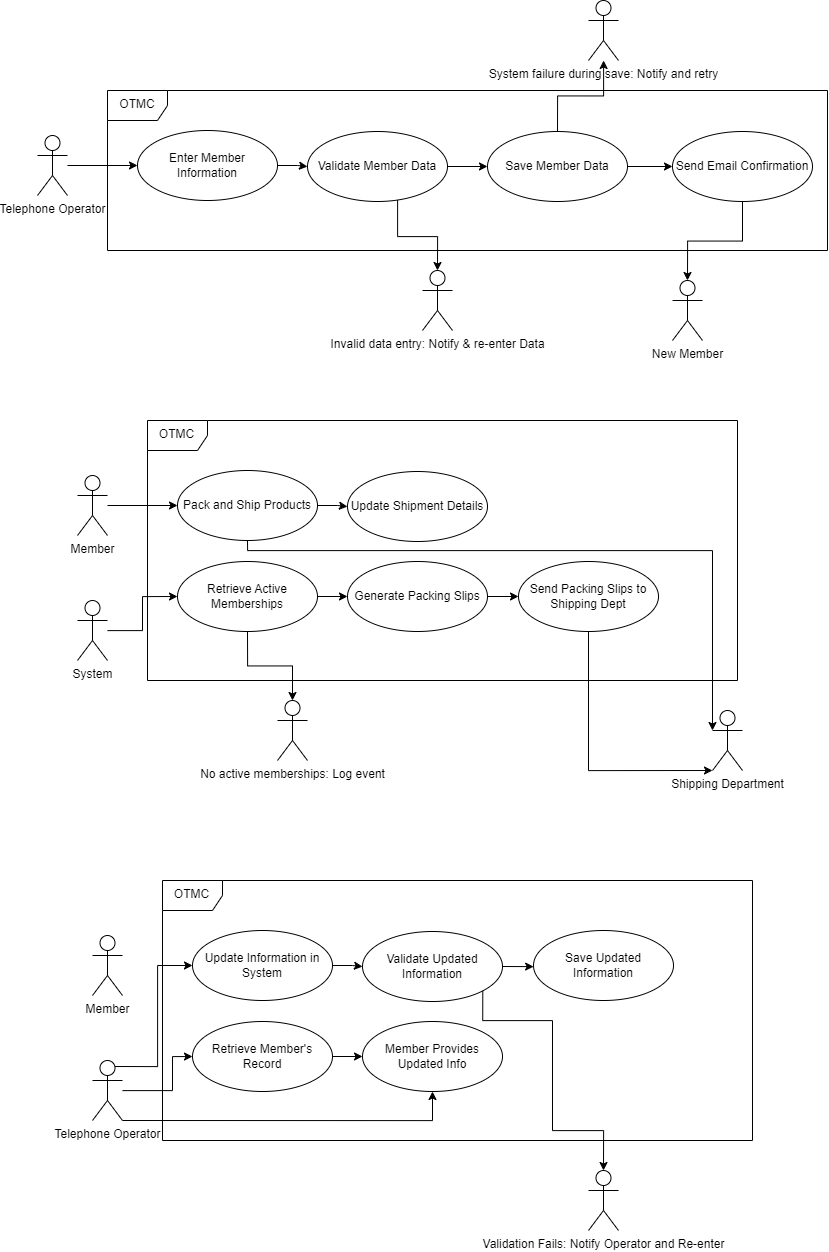 System failure during save: Notify and retry
OTMC
Enter Member
Information
Validate Member Data
Save Member Data
Send Email Confirmation
Telephone Operator
Invalid data entry: Notify & re-enter Data
New Member
OTMC
Pack and Ship Products
Update Shipment Details
Member
Retrieve Active
Memberships
Generate Packing Slips
Send Packing Slips to
Shipping Dept
System
No active memberships: Log event
Shipping Department
OTMC
Update Information in
System
Validate Updated
Information
Save Updated
Information
Member
Retrieve Member's
Record
Member Provides
Updated Info
Telephone Operator
Validation Fails: Notify Operator and Re-enter